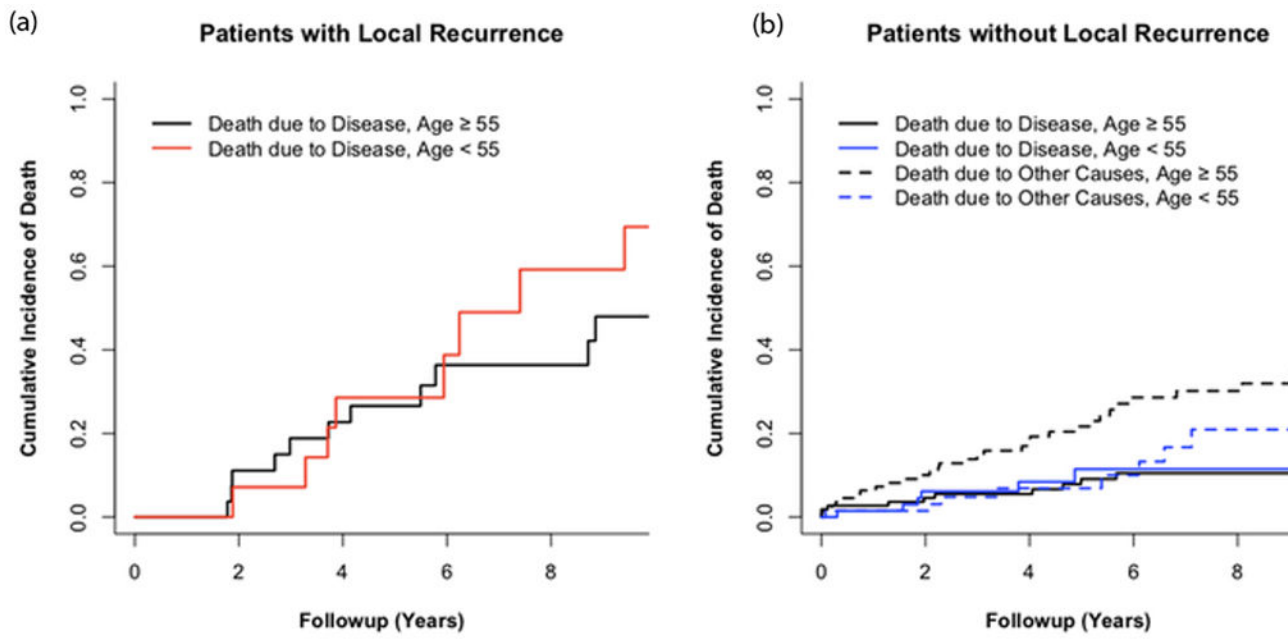 (a)
Patients with Local Recurrence
Cumulative Incidence of Death
1.0
0.8
0.6
0.4
0.2
0.0
Death due to Disease, Age ≥ 55
Death due to Disease, Age < 55
0 2 4 6 8
Followup (Years)
(b)
Patients without Local Recurrence
Cumulative Incidence of Death
1.0
0.8
0.6
0.4
0.2
0.0
Death due to Disease, Age ≥ 55
Death due to Disease, Age < 55
Death due to Other Causes, Age ≥ 55
Death due to Other Causes, Age < 55
0 2 4 6 8
Followup (Years)